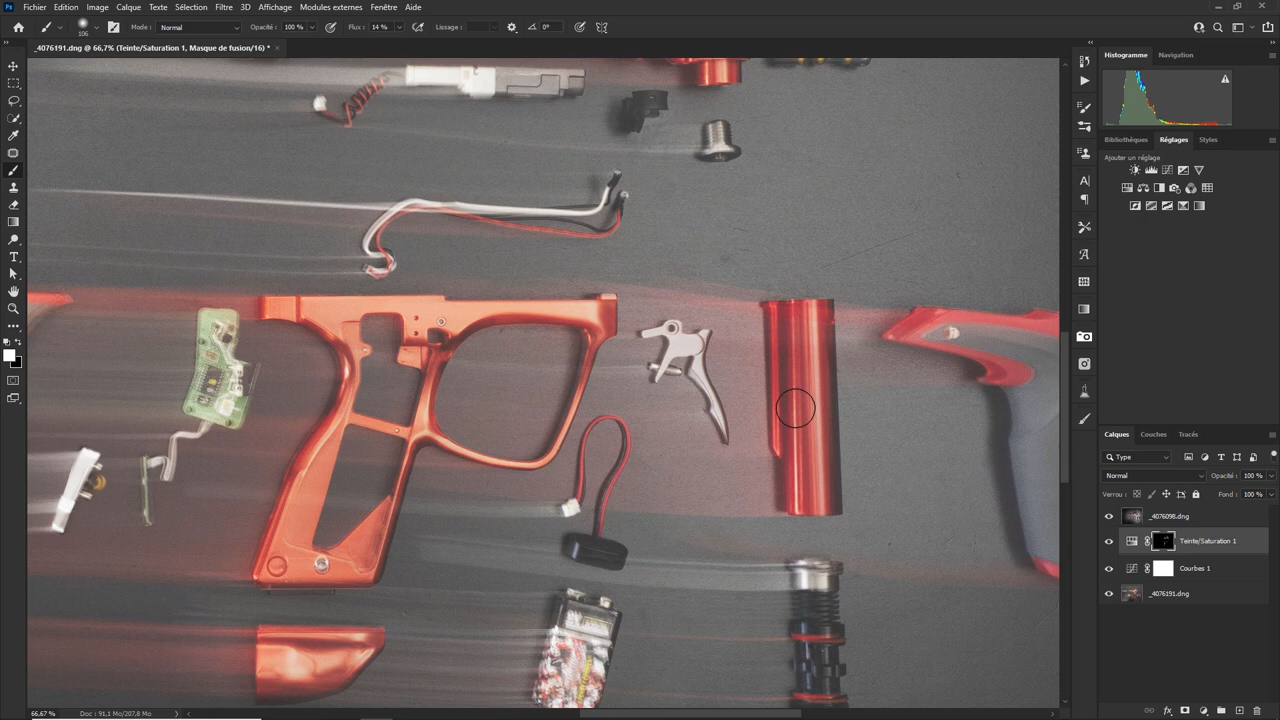 Ps Fichier Edition Image Calque Texte Sélection Filtre 3D Affichage Modules externes Fenêtre Aide
106 Mode : Normal Opacité : 100 % Flux : 14 % Lissage : 0°
_4076191.dng @ 66,7% (Teinte/Saturation 1, Masque de fusion/16) * ×
Histogramme Navigation
Bibliothèques Réglages Styles
Ajouter un réglage
Calques Couches Tracés
Type
Normal Opacité : 100 %
Verrou : Fond : 100 %
_4076098.dng
Teinte/Saturation 1
Courbes 1
_4076191.dng
66,67 % Doc : 91,1 Mo/207,8 Mo